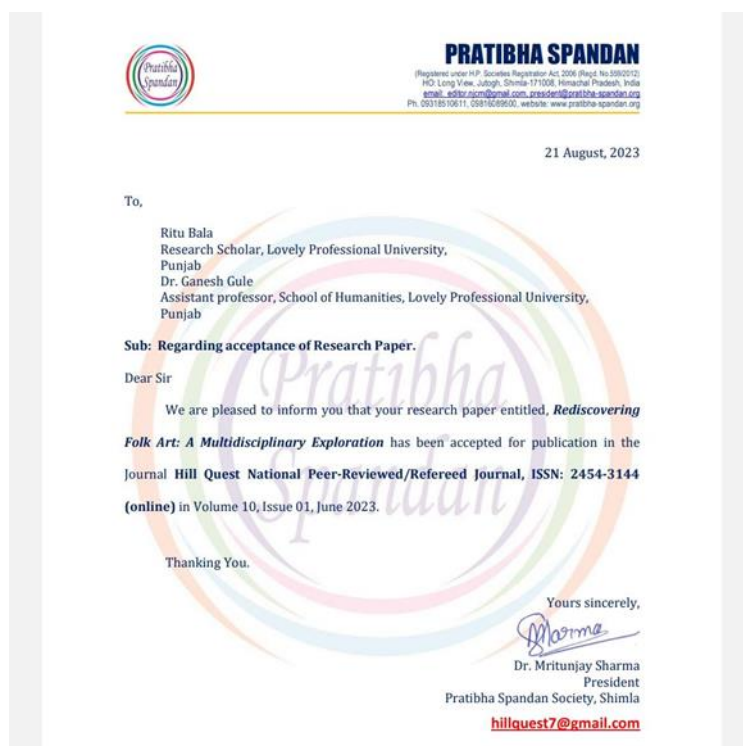 Pratibha
Spandan
PRATIBHA SPANDAN
(Registered under H.P. Societies Registration Act, 2006 (Regd. No.559/2012)
HO: Long View, Jutogh, Shimla-171008, Himachal Pradesh, India
email: editor.njcm@gmail.com, president@pratibha-spandan.org
Ph. 09318510611, 09816089600, website: www.pratibha-spandan.org
21 August, 2023
To,
Ritu Bala
Research Scholar, Lovely Professional University,
Punjab
Dr. Ganesh Gule
Assistant professor, School of Humanities, Lovely Professional University,
Punjab
Sub: Regarding acceptance of Research Paper.
Dear Sir
We are pleased to inform you that your research paper entitled, Rediscovering
Folk Art: A Multidisciplinary Exploration has been accepted for publication in the
Journal Hill Quest National Peer-Reviewed/Refereed Journal, ISSN: 2454-3144
(online) in Volume 10, Issue 01, June 2023.
Pratibha
Spandan
Thanking You.
Yours sincerely,
Sharma
Dr. Mritunjay Sharma
President
Pratibha Spandan Society, Shimla
hillquest7@gmail.com